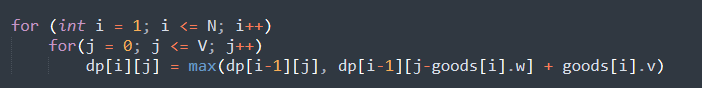 for (int i = 1; i <= N; i++)
for(j = 0; j <= V; j++)
dp[i][j] = max(dp[i-1][j], dp[i-1][j-goods[i].w] + goods[i].v)